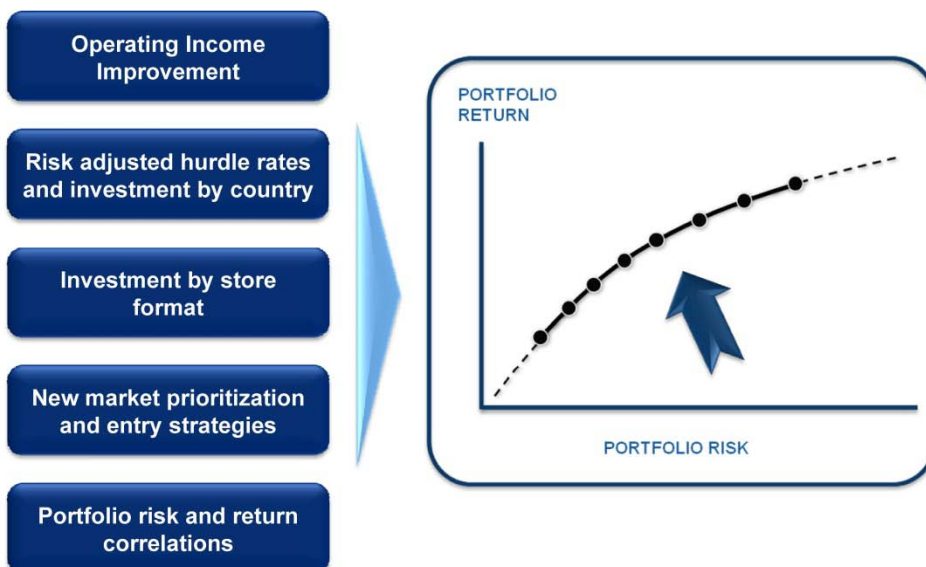 Operating Income
Improvement
Risk adjusted hurdle rates
and investment by country
Investment by store
format
New market prioritization
and entry strategies
Portfolio risk and return
correlations
PORTFOLIO
RETURN
PORTFOLIO RISK